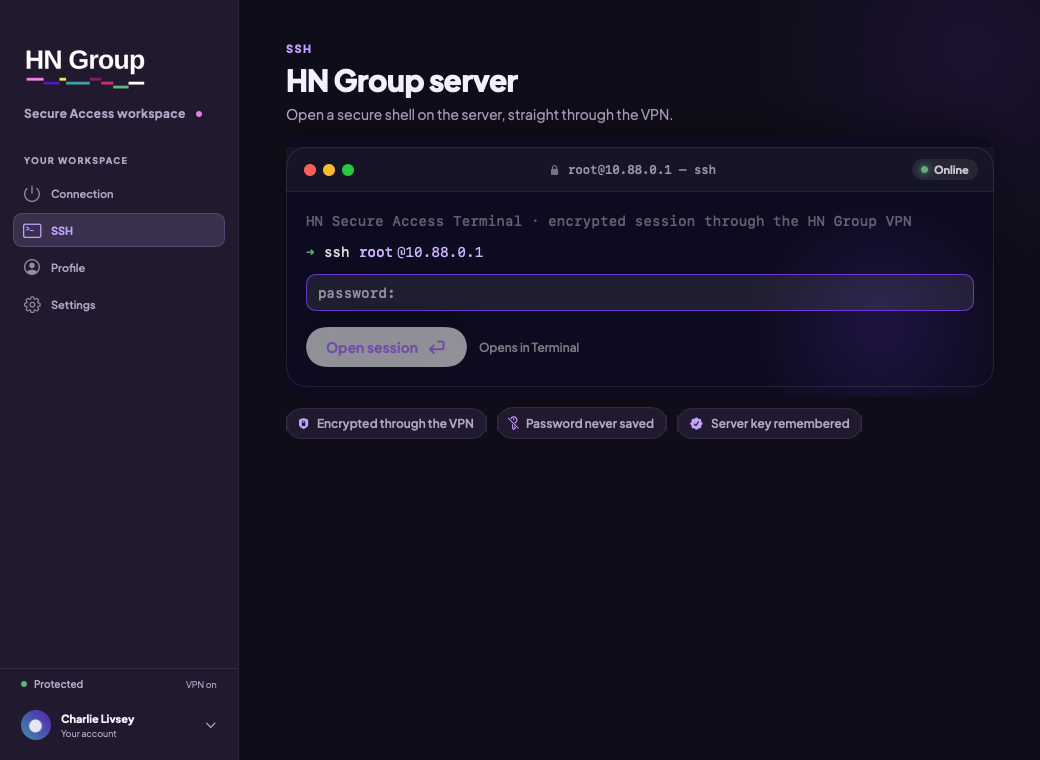 HN Group
Secure Access workspace
YOUR WORKSPACE
Connection
SSH
Profile
Settings
Protected
VPN on
Charlie Livsey
Your account
SSH
HN Group server
Open a secure shell on the server, straight through the VPN.
root@10.88.0.1 — ssh
Online
HN Secure Access Terminal · encrypted session through the HN Group VPN
➜ ssh root@10.88.0.1
password:
Open session
Opens in Terminal
Encrypted through the VPN
Password never saved
Server key remembered